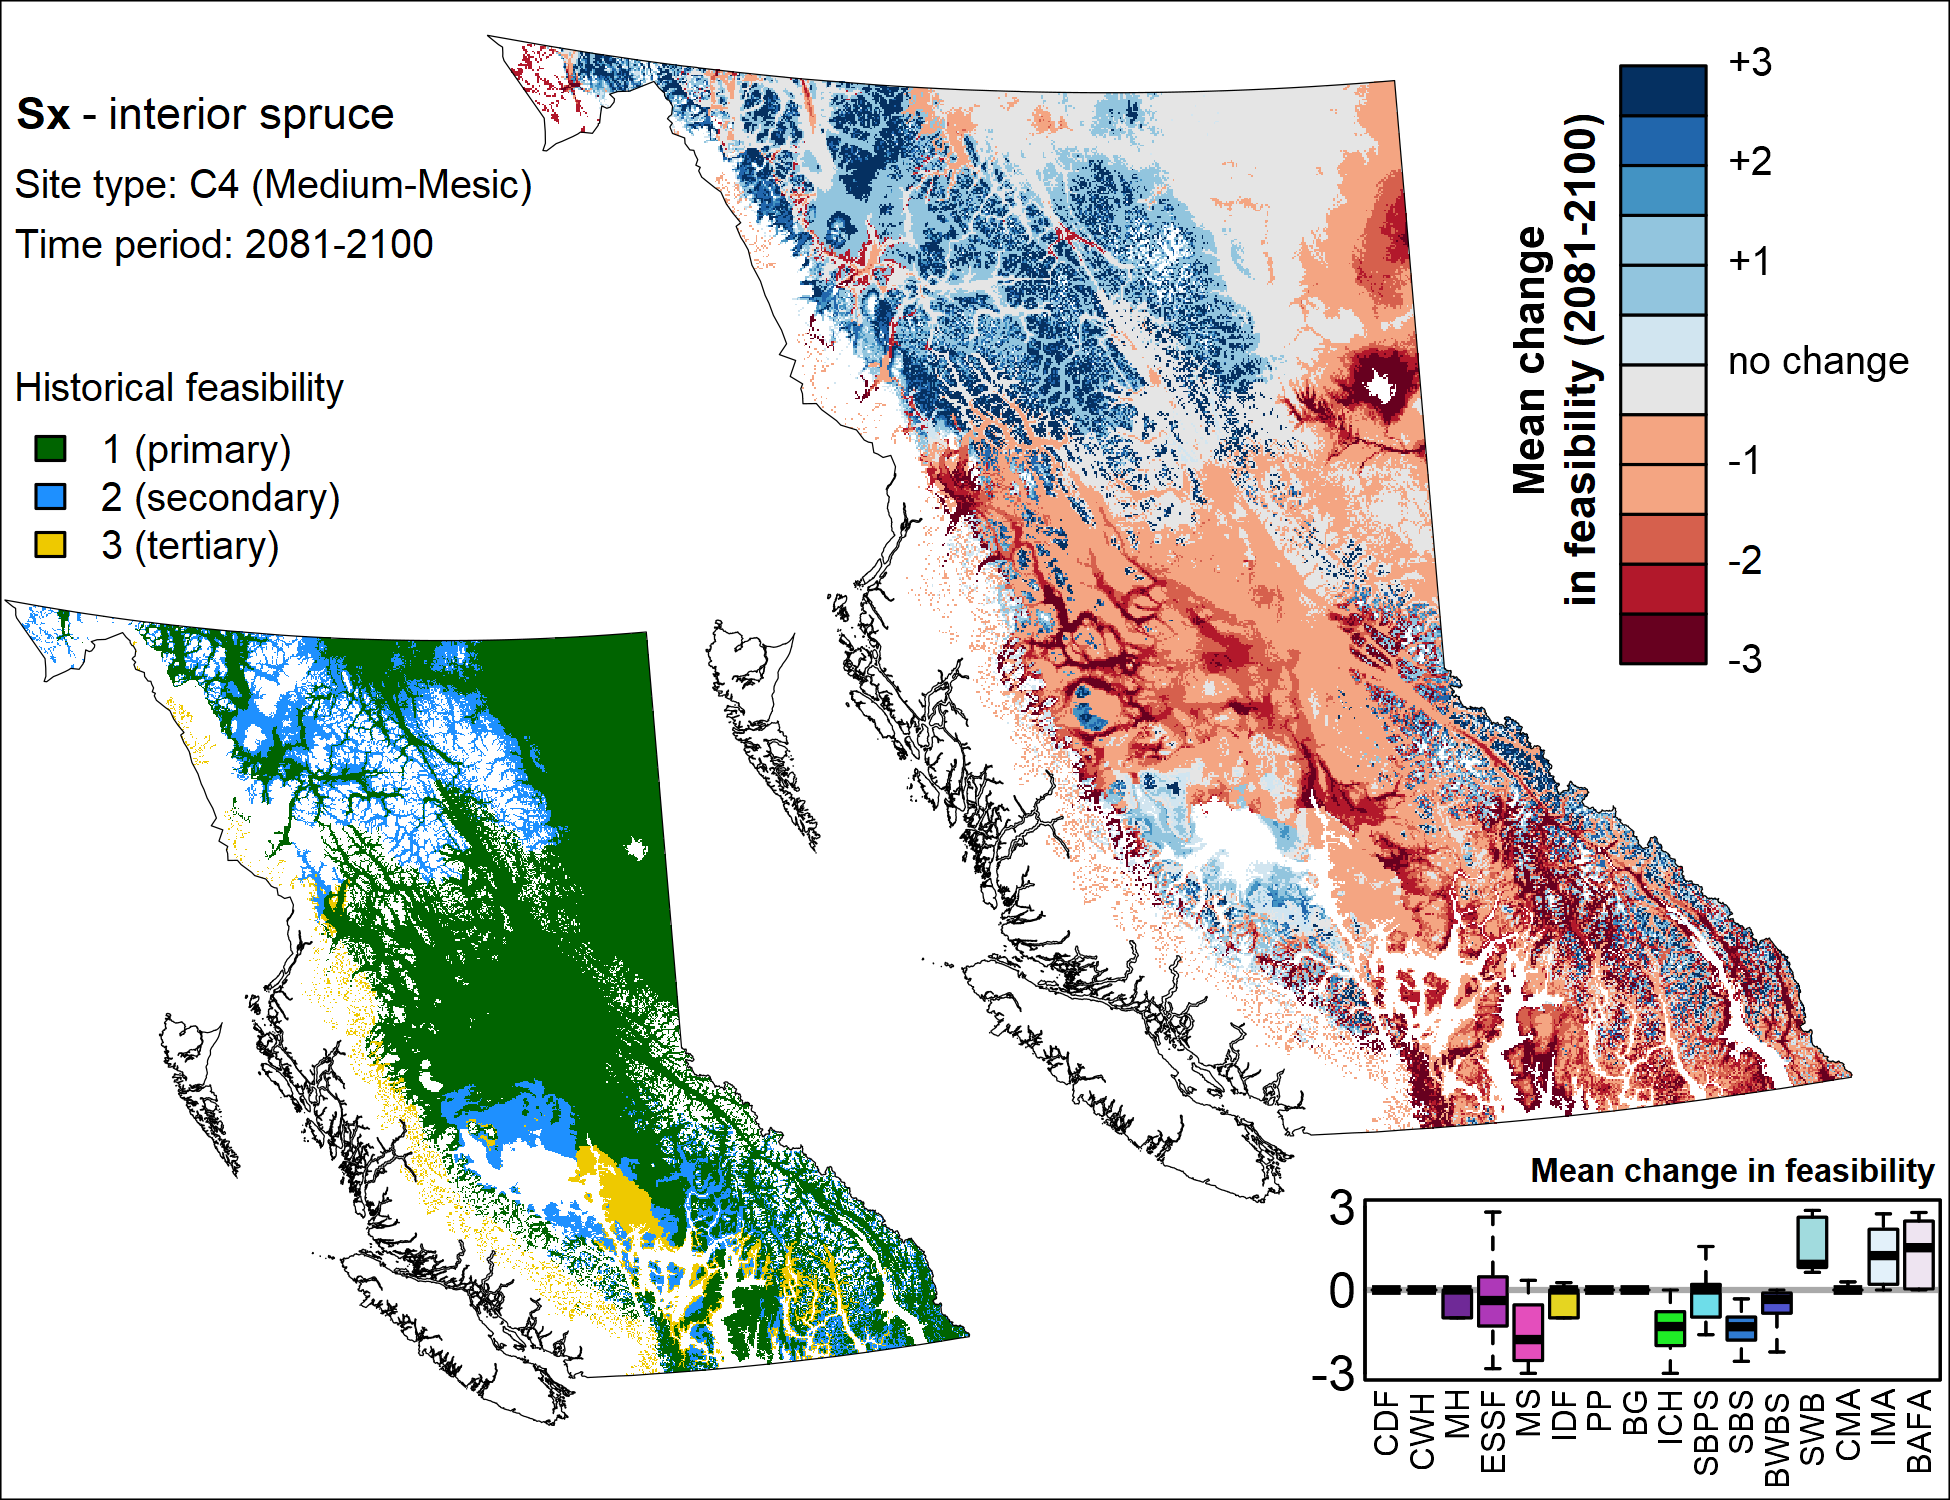 Sx - interior spruce
Site type: C4 (Medium-Mesic)
Time period: 2081-2100
Historical feasibility
1 (primary)
2 (secondary)
3 (tertiary)
Mean change
in feasibility (2081-2100)
+3
+2
+1
no change
-1
-2
-3
Mean change in feasibility
3
0
-3
CDF
CWH
MH
ESSF
MS
IDF
PP
BG
ICH
SBPS
SBS
BWBS
SWB
CMA
IMA
BAFA